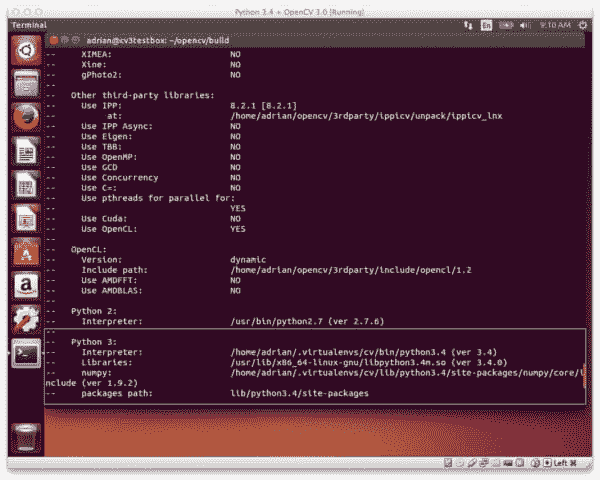 Python 3.4 + OpenCV 3.0 [Running]
Terminal En 9:10 AM
adrian@cv3testbox: ~/opencv/build
-- XIMEA: NO
-- Xine: NO
-- gPhoto2: NO
--
-- Other third-party libraries:
-- Use IPP: 8.2.1 [8.2.1]
-- at: /home/adrian/opencv/3rdparty/ippicv/unpack/ippicv_lnx
-- Use IPP Async: NO
-- Use Eigen: NO
-- Use TBB: NO
-- Use OpenMP: NO
-- Use GCD NO
-- Use Concurrency NO
-- Use C=: NO
-- Use pthreads for parallel for:
-- YES
-- Use Cuda: NO
-- Use OpenCL: YES
--
-- OpenCL:
-- Version: dynamic
-- Include path: /home/adrian/opencv/3rdparty/include/opencl/1.2
-- Use AMDFFT: NO
-- Use AMDBLAS: NO
--
-- Python 2:
-- Interpreter: /usr/bin/python2.7 (ver 2.7.6)
--
-- Python 3:
-- Interpreter: /home/adrian/.virtualenvs/cv/bin/python3.4 (ver 3.4)
-- Libraries: /usr/lib/x86_64-linux-gnu/libpython3.4m.so (ver 3.4.0)
-- numpy: /home/adrian/.virtualenvs/cv/lib/python3.4/site-packages/numpy/core/i
nclude (ver 1.9.2)
-- packages path: lib/python3.4/site-packages
Left ⌘